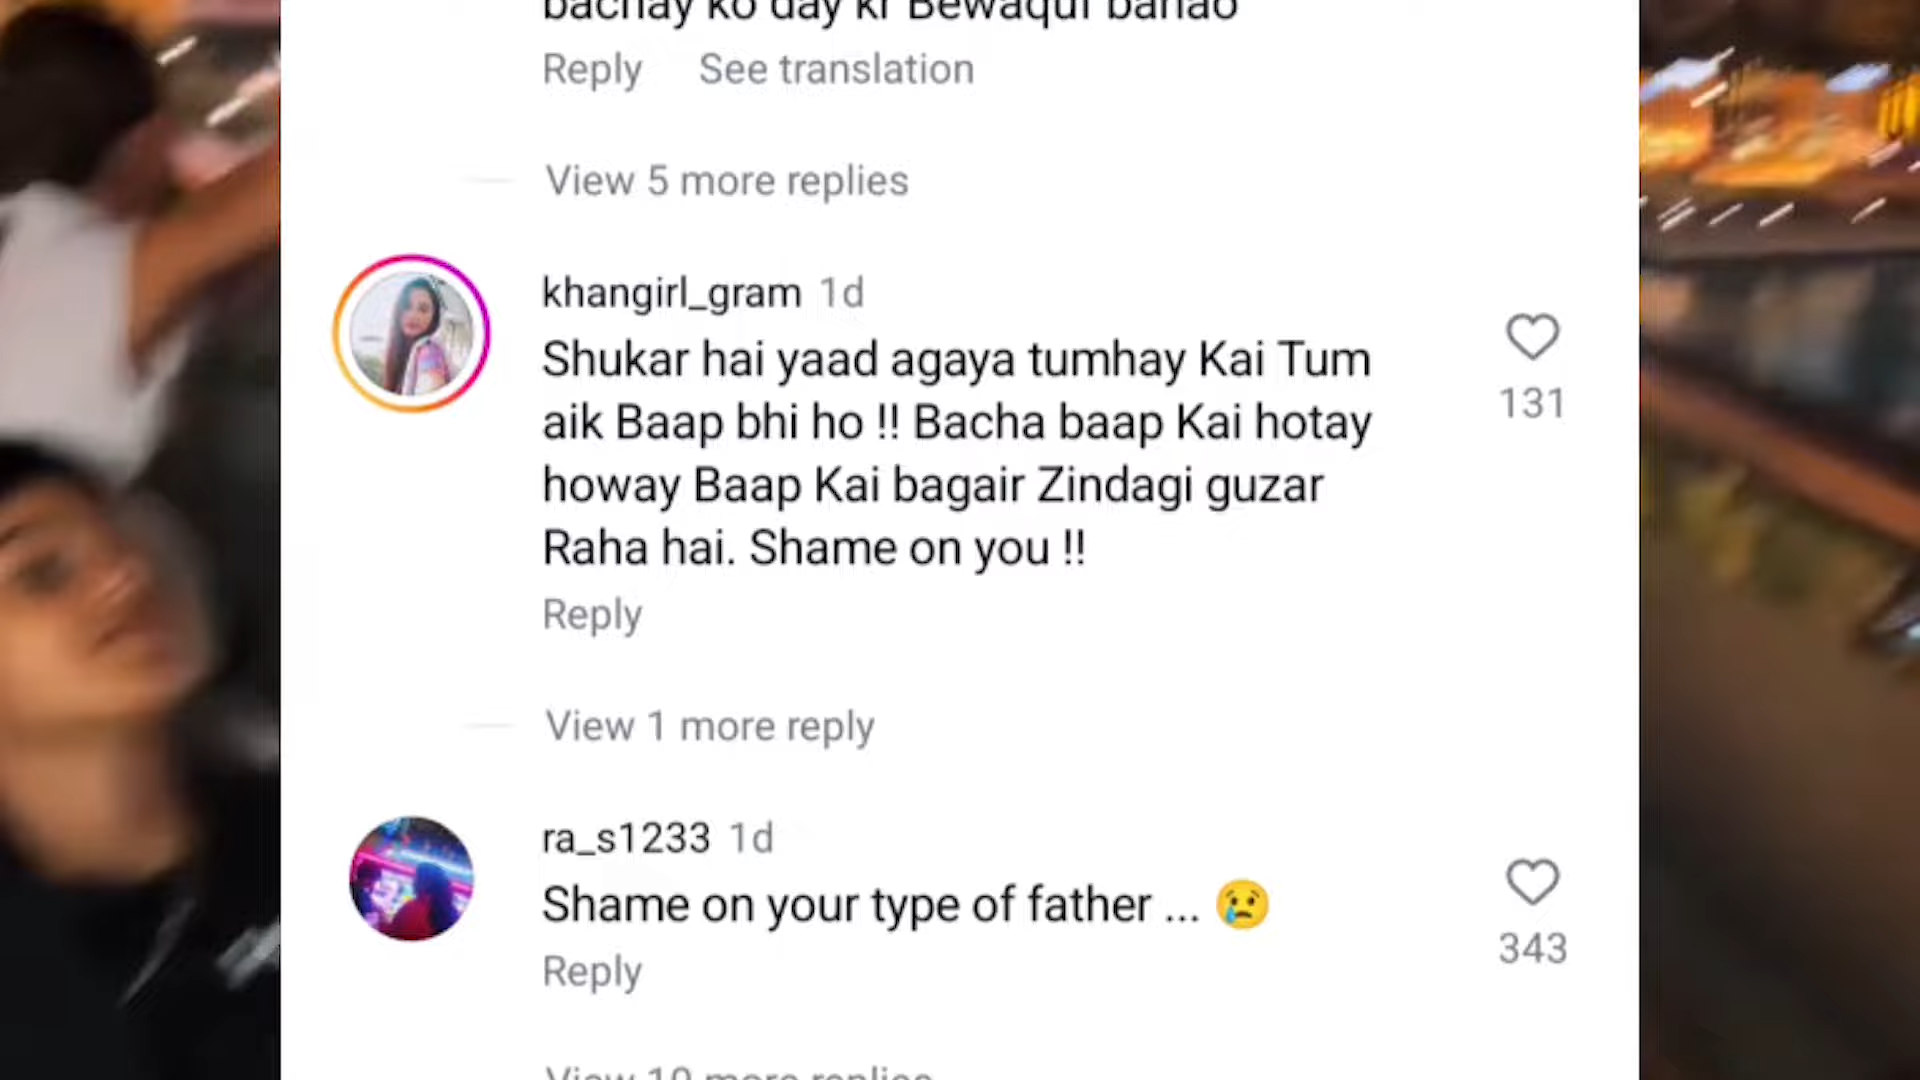 bachay ko day kr Bewaquf banao
Reply See translation
View 5 more replies
khangirl_gram 1d
Shukar hai yaad agaya tumhay Kai Tum
aik Baap bhi ho !! Bacha baap Kai hotay
howay Baap Kai bagair Zindagi guzar
Raha hai. Shame on you !!
131
Reply
View 1 more reply
ra_s1233 1d
Shame on your type of father ... 😢
343
Reply
View 10 more replies